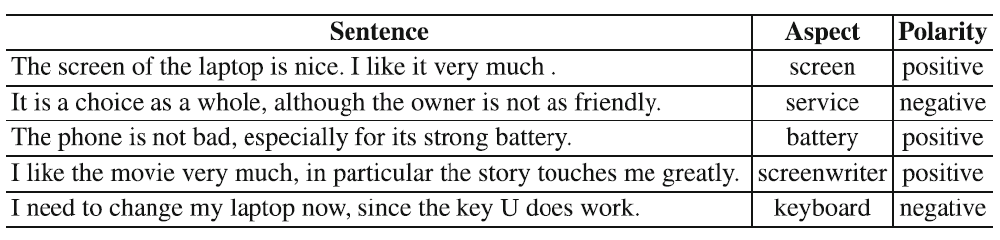 Sentence Aspect Polarity
The screen of the laptop is nice. I like it very much . screen positive
It is a choice as a whole, although the owner is not as friendly. service negative
The phone is not bad, especially for its strong battery. battery positive
I like the movie very much, in particular the story touches me greatly. screenwriter positive
I need to change my laptop now, since the key U does work. keyboard negative